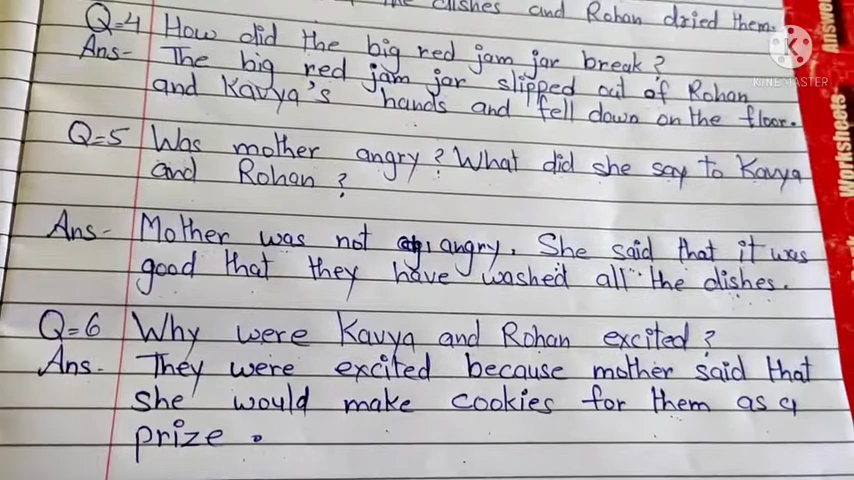 the dishes and Rohan dried them.
Q=4 How did the big red jam jar break?
Ans- The big red jam jar slipped out of Rohan
and Kavya's hands and fell down on the floor.
Q=5 Was mother angry? What did she say to Kavya
and Rohan?
Ans- Mother was not angry. She said that it was
good that they have washed all the dishes.
Q=6 Why were Kavya and Rohan excited?
Ans- They were excited because mother said that
she would make cookies for them as a
prize.
KINEMASTER
Answer
Worksheets